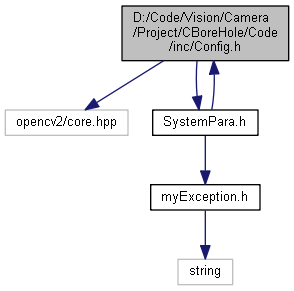 D:/Code/Vision/Camera
/Project/CBoreHole/Code
/inc/Config.h
opencv2/core.hpp
SystemPara.h
myException.h
string